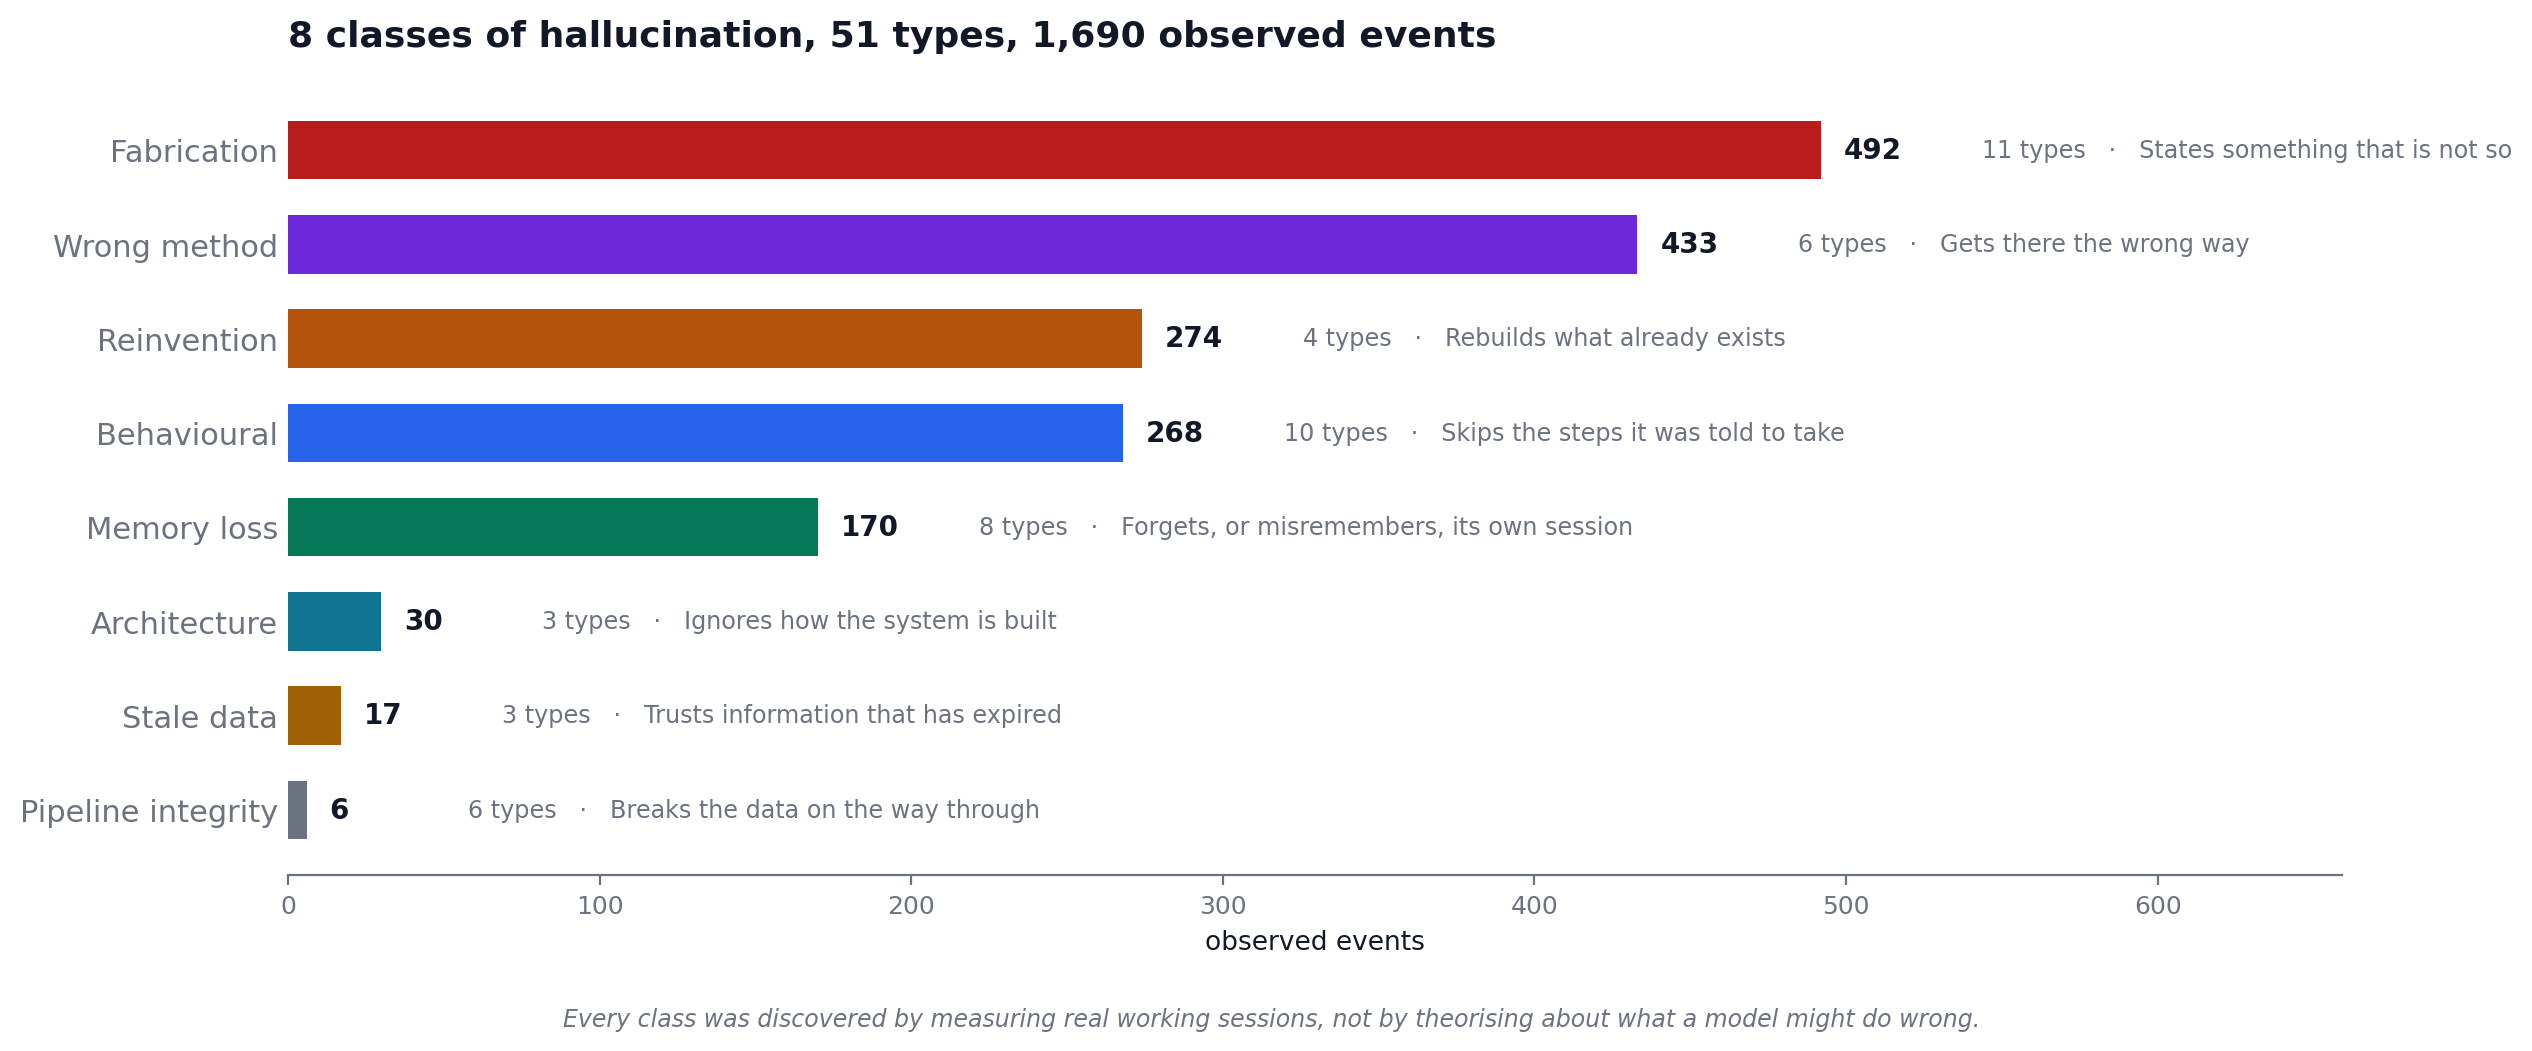 8 classes of hallucination, 51 types, 1,690 observed events
Fabrication 492 11 types · States something that is not so
Wrong method 433 6 types · Gets there the wrong way
Reinvention 274 4 types · Rebuilds what already exists
Behavioural 268 10 types · Skips the steps it was told to take
Memory loss 170 8 types · Forgets, or misremembers, its own session
Architecture 30 3 types · Ignores how the system is built
Stale data 17 3 types · Trusts information that has expired
Pipeline integrity 6 6 types · Breaks the data on the way through
0 100 200 300 400 500 600
observed events
Every class was discovered by measuring real working sessions, not by theorising about what a model might do wrong.